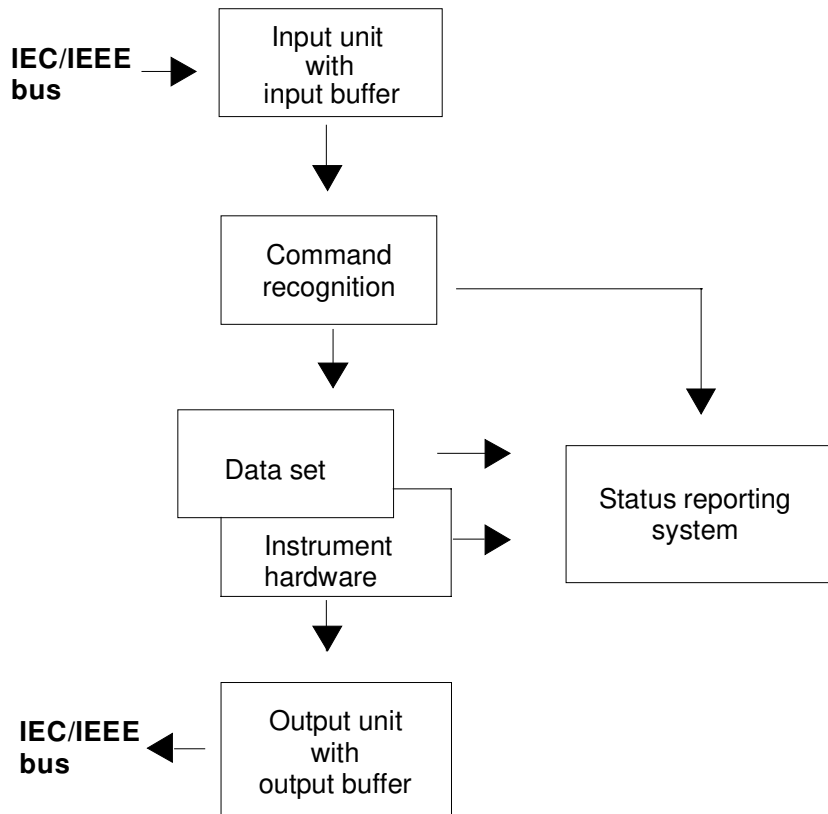 IEC/IEEE
bus
Input unit
with
input buffer
Command
recognition
Data set
Instrument
hardware
Status reporting
system
IEC/IEEE
bus
Output unit
with
output buffer